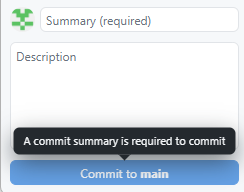 Summary (required)
Description
A commit summary is required to commit
Commit to main